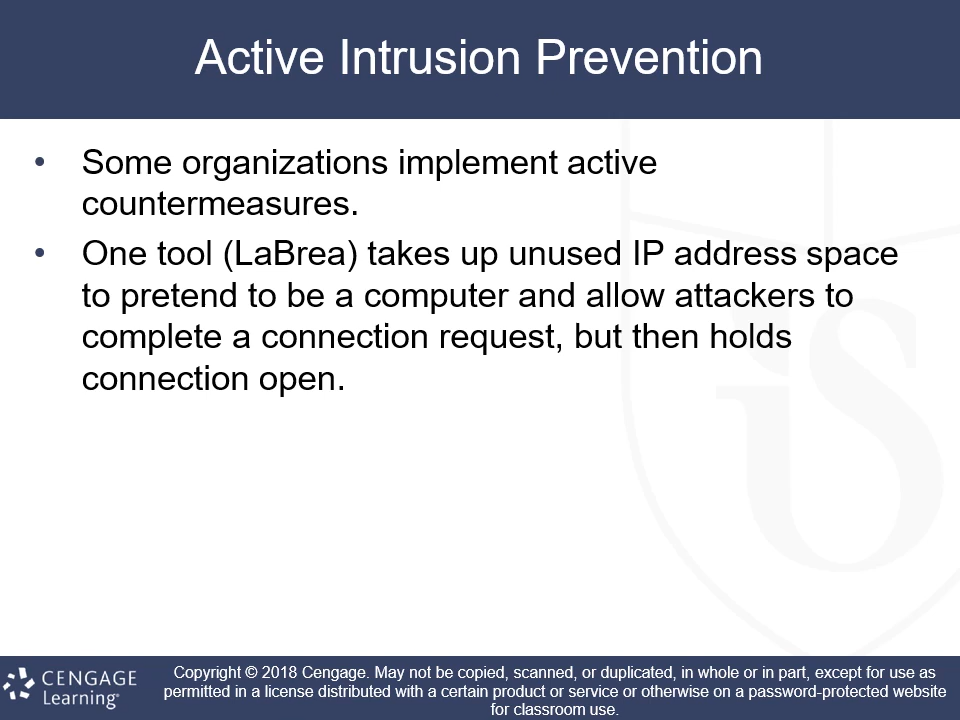 Active Intrusion Prevention
• Some organizations implement active
countermeasures.
• One tool (LaBrea) takes up unused IP address space
to pretend to be a computer and allow attackers to
complete a connection request, but then holds
connection open.
iS
CENGAGE
Learning®
Copyright © 2018 Cengage. May not be copied, scanned, or duplicated, in whole or in part, except for use as
permitted in a license distributed with a certain product or service or otherwise on a password-protected website
for classroom use.